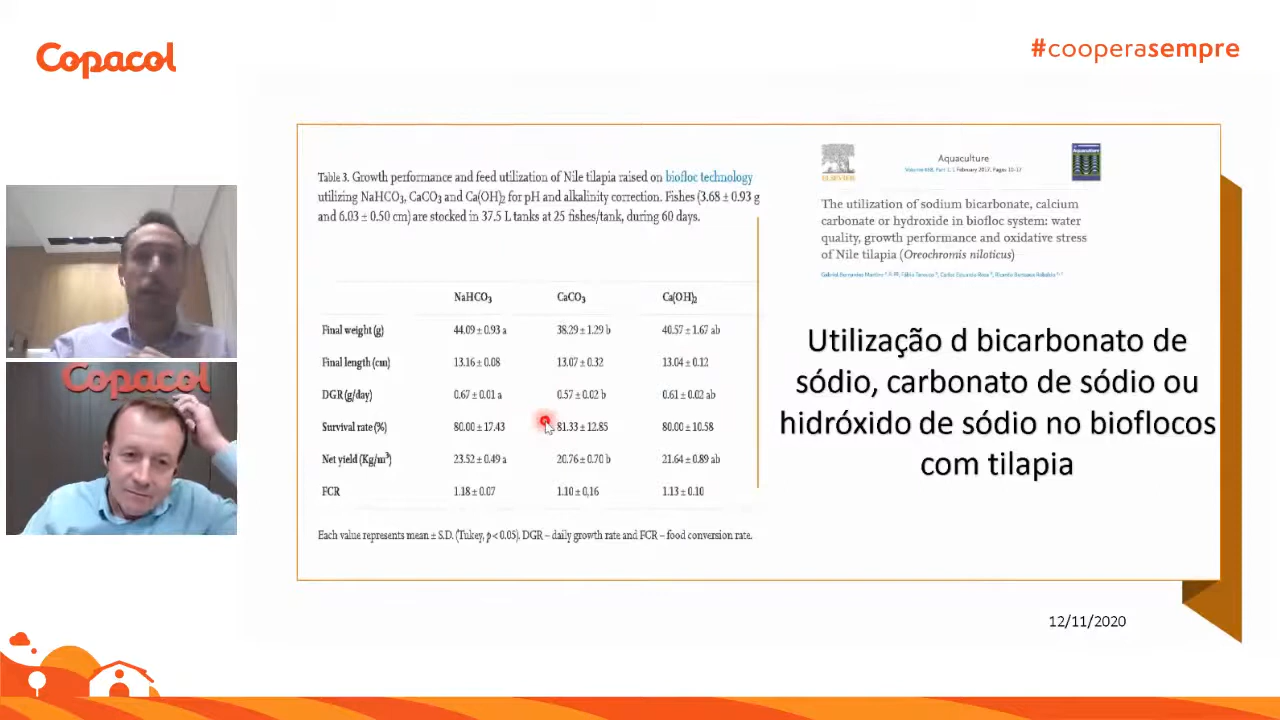 Copacol
#cooperasempre
Copacol
Table 3. Growth performance and feed utilization of Nile tilapia raised on biofloc technology
utilizing NaHCO3, CaCO3 and Ca(OH)2 for pH and alkalinity correction. Fishes (3.68 ± 0.93 g
and 6.03 ± 0.50 cm) are stocked in 37.5 L tanks at 25 fishes/tank, during 60 days.
NaHCO3 CaCO3 Ca(OH)2
Final weight (g) 44.09 ± 0.93 a 38.29 ± 1.29 b 40.57 ± 1.67 ab
Final length (cm) 13.16 ± 0.08 13.07 ± 0.32 13.04 ± 0.12
DGR (g/day) 0.67 ± 0.01 a 0.57 ± 0.02 b 0.61 ± 0.02 ab
Survival rate (%) 80.00 ± 17.43 81.33 ± 12.85 80.00 ± 10.58
Net yield (Kg/m³) 23.52 ± 0.49 a 20.76 ± 0.70 b 21.64 ± 0.89 ab
FCR 1.18 ± 0.07 1.10 ± 0,16 1.13 ± 0.10
Each value represents mean ± S.D. (Tukey, p < 0.05). DGR – daily growth rate and FCR – food conversion rate.
ELSEVIER
Aquaculture
Aquaculture
February 2017, Pages 10-17
The utilization of sodium bicarbonate, calcium
carbonate or hydroxide in biofloc system: water
quality, growth performance and oxidative stress
of Nile tilapia (Oreochromis niloticus)
Utilização d bicarbonato de
sódio, carbonato de sódio ou
hidróxido de sódio no bioflocos
com tilapia
12/11/2020